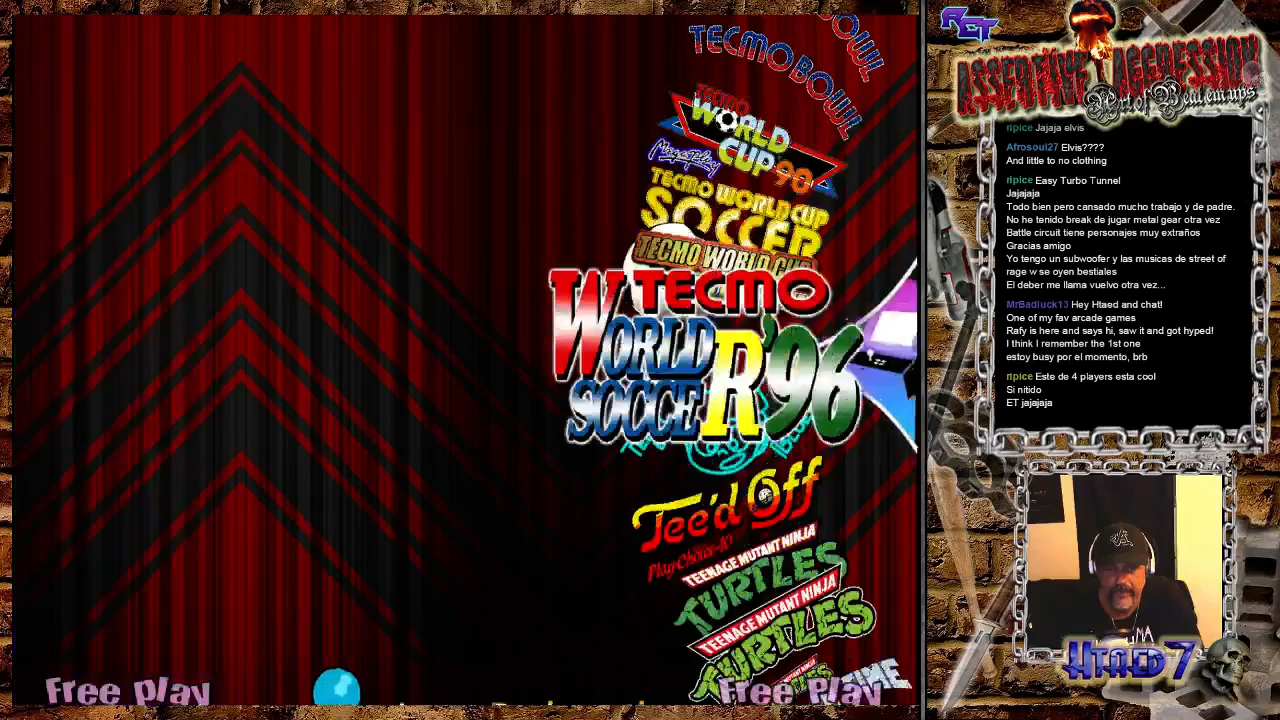 BOWL
TECMO BOWL
TECMO
WORLD
CUP '90
MegaPlay
TECMO WORLD CUP
SOCCER
TECMO WORLD CUP
TECMO
WORLD
SOCCER '96
Tee'd Off
Play-Choice-10
TEENAGE MUTANT NINJA
TURTLES
TEENAGE MUTANT NINJA
TURTLES
TIME
Free Play
Free Play
ACT
ASSERTIVE AGGRESSION
Art of Beat em ups
ripice Jajaja elvis
Afrosoul27 Elvis????
And little to no clothing
ripice Easy Turbo Tunnel
Jajajaja
Todo bien pero cansado mucho trabajo y de padre.
No he tenido break de jugar metal gear otra vez
Battle circuit tiene personajes muy extraños
Gracias amigo
Yo tengo un subwoofer y las musicas de street of
rage w se oyen bestiales
El deber me llama vuelvo otra vez...
MrBadluck13 Hey Htaed and chat!
One of my fav arcade games
Rafy is here and says hi, saw it and got hyped!
I think I remember the 1st one
estoy busy por el momento, brb
ripice Este de 4 players esta cool
Si nitido
ET jajajaja
HTAED 7